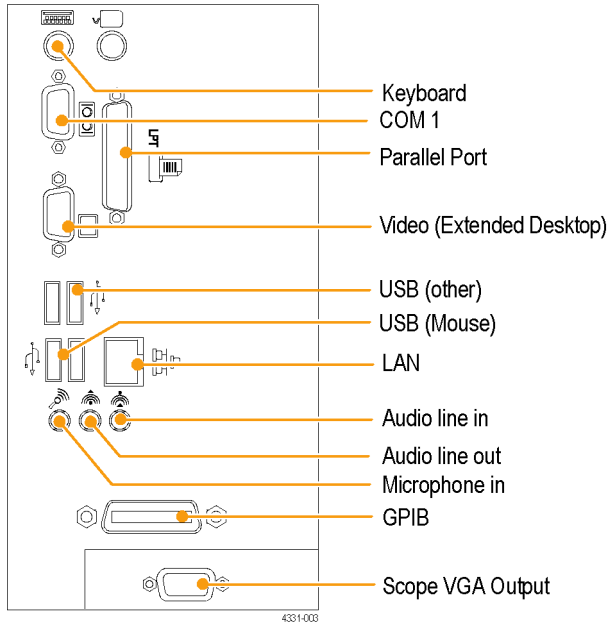 Keyboard
COM 1
Parallel Port
LPT
Video (Extended Desktop)
USB (other)
USB (Mouse)
LAN
Audio line in
Audio line out
Microphone in
GPIB
Scope VGA Output
4331-003